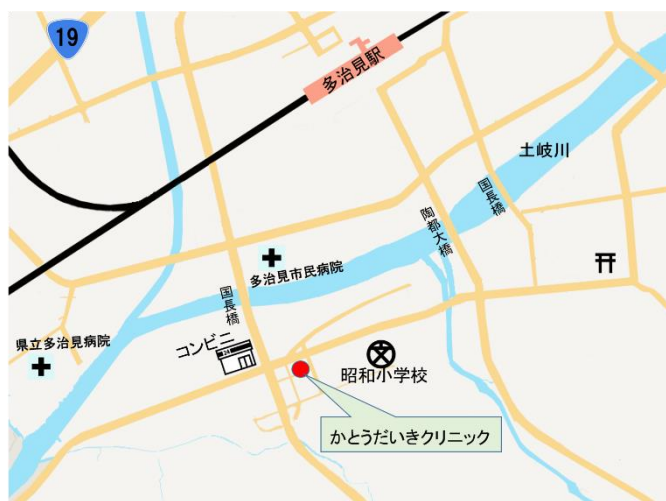 19
多治見駅
土岐川
国長橋
陶都大橋
多治見市民病院
国長橋
コンビニ
24
県立多治見病院
昭和小学校
かとうだいきクリニック